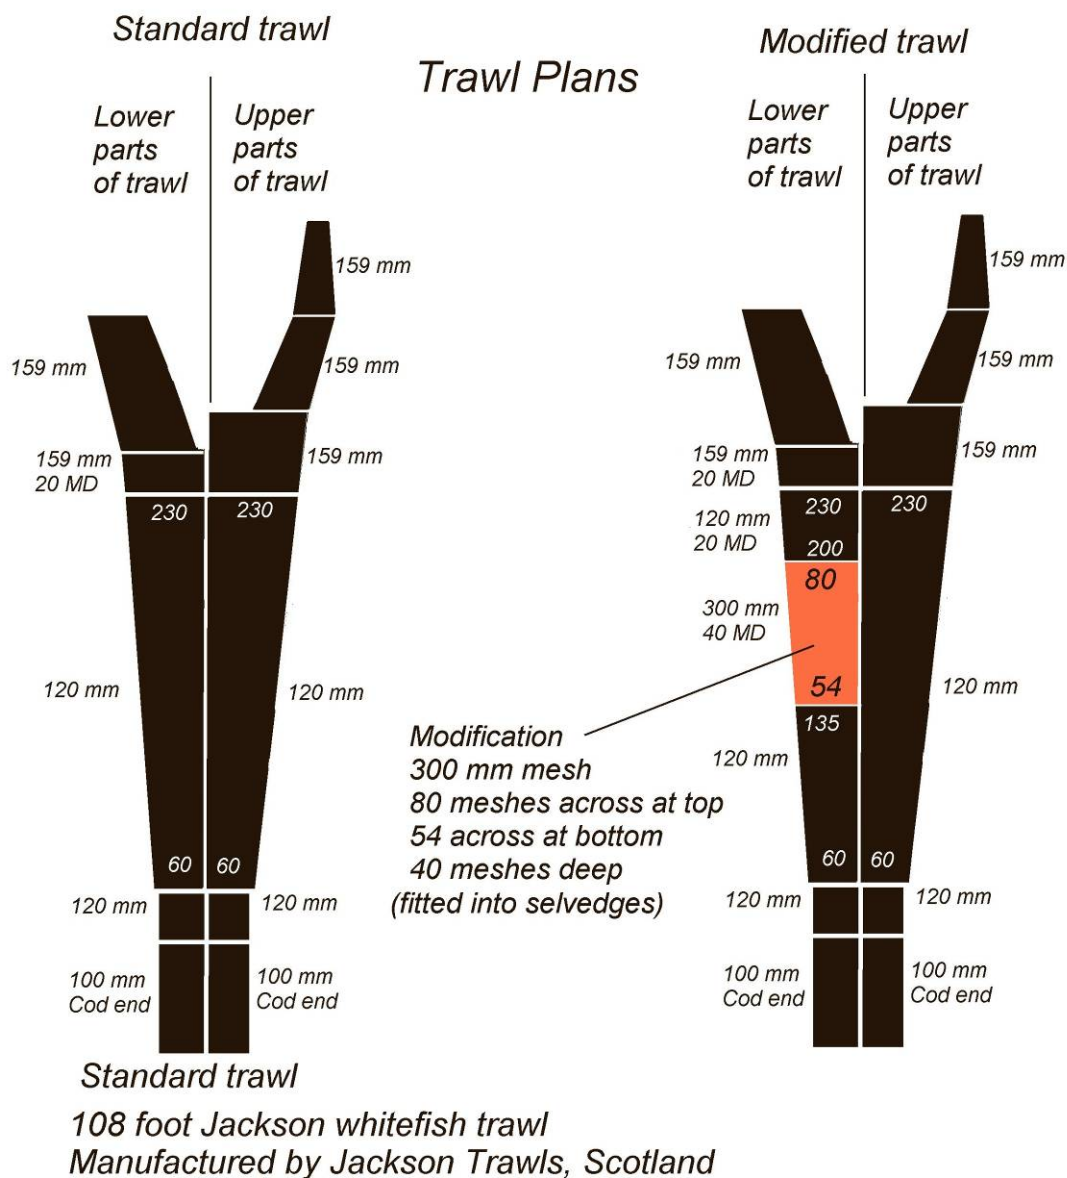 Standard trawl
Trawl Plans
Modified trawl
Lower
parts
of trawl
Upper
parts
of trawl
Lower
parts
of trawl
Upper
parts
of trawl
159 mm
159 mm
159 mm
159 mm
159 mm
20 MD
159 mm
230
230
120 mm
120 mm
60
60
120 mm
120 mm
100 mm
Cod end
100 mm
Cod end
159 mm
159 mm
159 mm
159 mm
20 MD
159 mm
230
230
120 mm
20 MD
200
80
300 mm
40 MD
54
135
120 mm
120 mm
60
60
120 mm
120 mm
100 mm
Cod end
100 mm
Cod end
Modification
300 mm mesh
80 meshes across at top
54 across at bottom
40 meshes deep
(fitted into selvedges)
Standard trawl
108 foot Jackson whitefish trawl
Manufactured by Jackson Trawls, Scotland